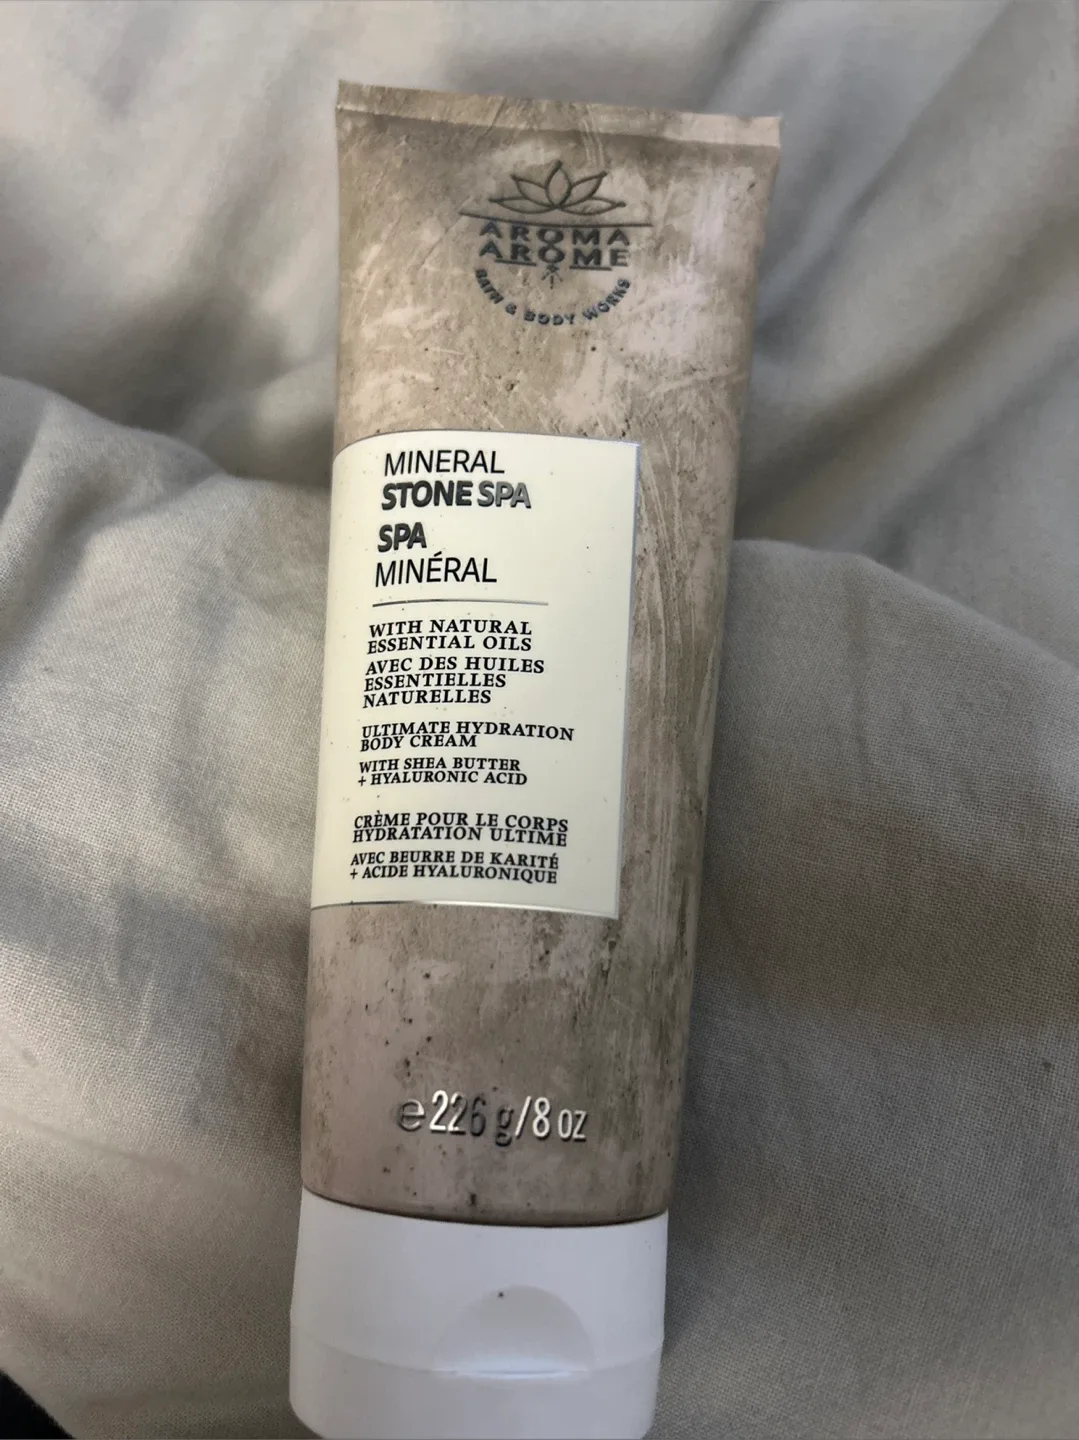 AROMA
AROME
BATH & BODY WORKS
MINERAL
STONE SPA
SPA
MINÉRAL
WITH NATURAL
ESSENTIAL OILS
AVEC DES HUILES
ESSENTIELLES
NATURELLES
ULTIMATE HYDRATION
BODY CREAM
WITH SHEA BUTTER
+ HYALURONIC ACID
CRÈME POUR LE CORPS
HYDRATATION ULTIME
AVEC BEURRE DE KARITÉ
+ ACIDE HYALURONIQUE
℮ 226 g/8 oz